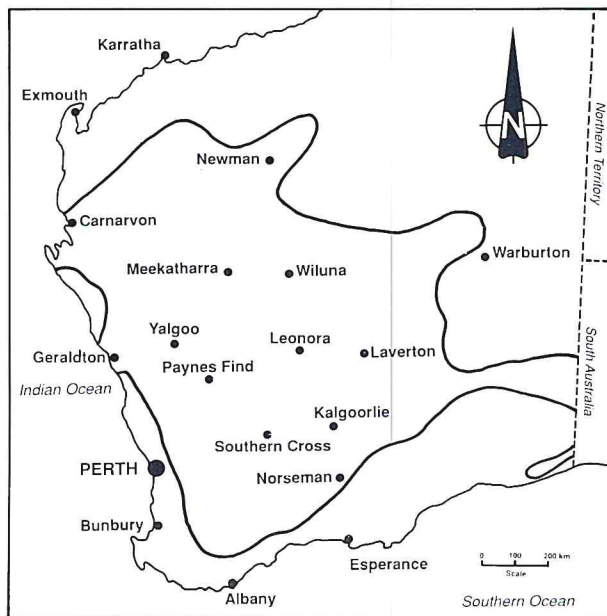 Karratha
Exmouth
N
Northern Territory
Newman
Carnarvon
Warburton
Meekatharra
Wiluna
Yalgoo
Leonora
Laverton
Geraldton
Paynes Find
South Australia
Indian Ocean
Kalgoorlie
Southern Cross
PERTH
Norseman
Bunbury
Esperance
0 100 200 km
Scale
Albany
Southern Ocean